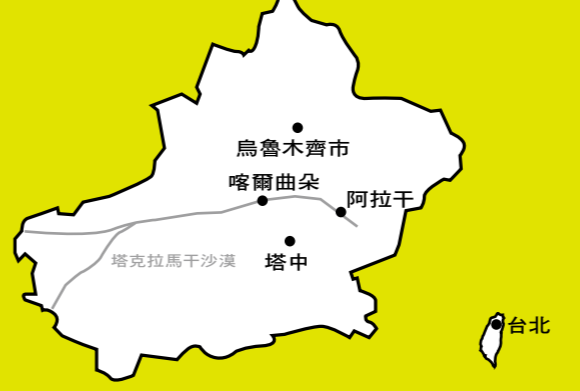 烏魯木齊市
喀爾曲朵
阿拉干
塔克拉馬干沙漠
塔中
台北